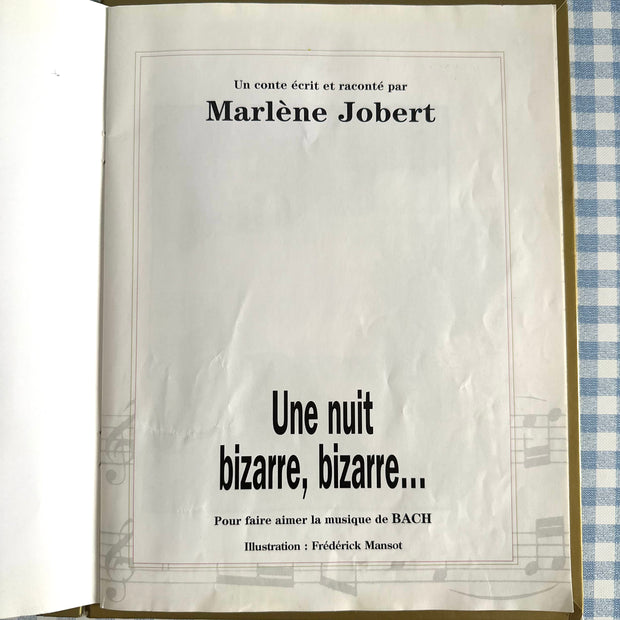 Un conte écrit et raconté par
Marlène Jobert
Une nuit
bizarre, bizarre...
Pour faire aimer la musique de BACH
Illustration : Frédérick Mansot